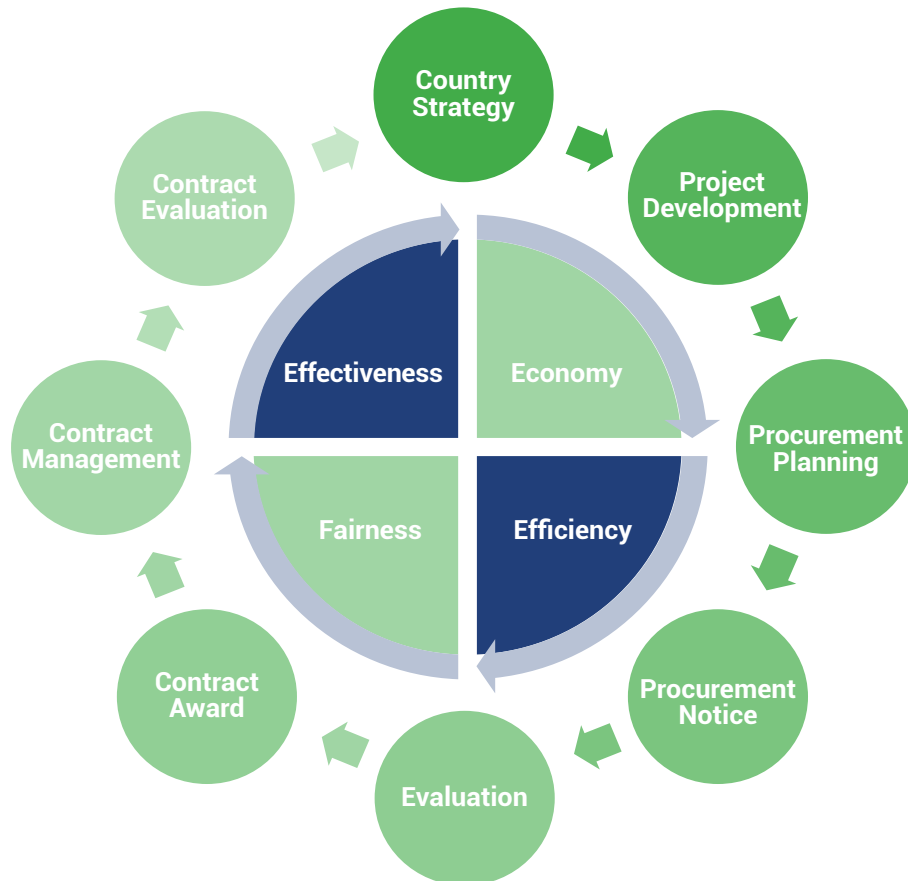 Country
Strategy
Project
Development
Procurement
Planning
Procurement
Notice
Evaluation
Contract
Award
Contract
Management
Contract
Evaluation
Effectiveness
Economy
Fairness
Efficiency